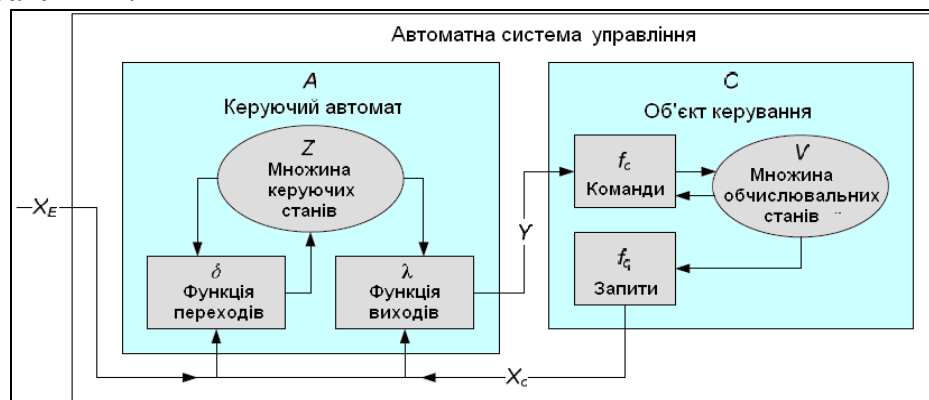 Автоматна система управління
A
Керуючий автомат
Z
Множина
керуючих
станів
δ
Функція
переходів
λ
Функція
виходів
X_E
Y
C
Об'єкт керування
f_c
Команди
V
Множина
обчислювальних
станів
f_q
Запити
X_c